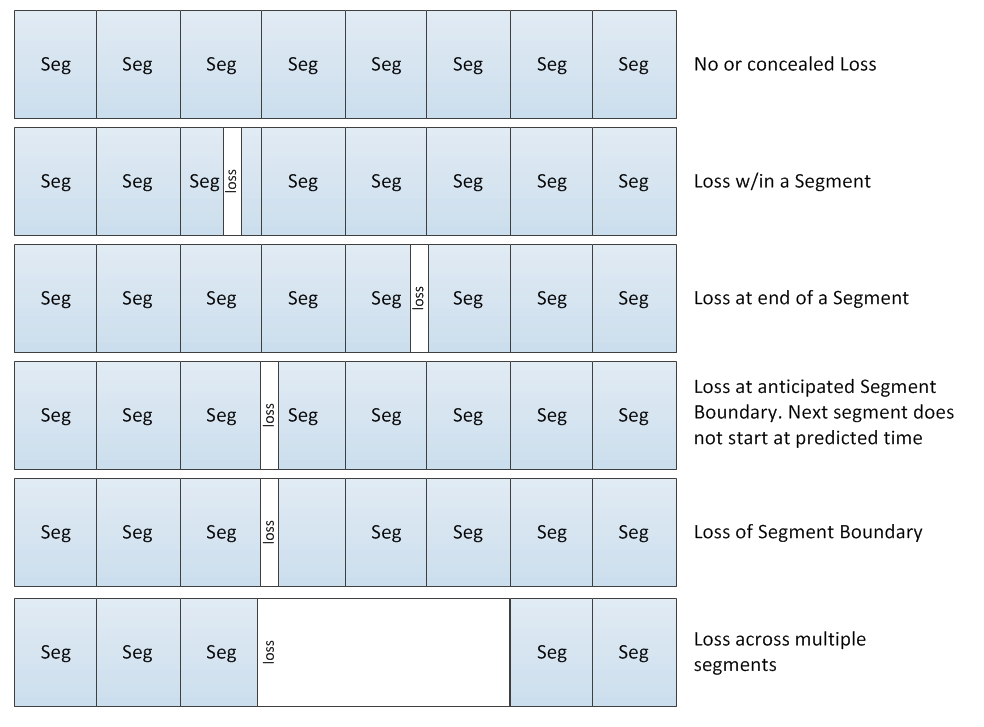 Seg Seg Seg Seg Seg Seg Seg Seg No or concealed Loss
Seg Seg Seg loss Seg Seg Seg Seg Seg Loss w/in a Segment
Seg Seg Seg Seg Seg loss Seg Seg Seg Loss at end of a Segment
Seg Seg Seg loss Seg Seg Seg Seg Seg Loss at anticipated Segment
Boundary. Next segment does
not start at predicted time
Seg Seg Seg loss Seg Seg Seg Seg Loss of Segment Boundary
Seg Seg Seg loss Seg Seg Loss across multiple
segments